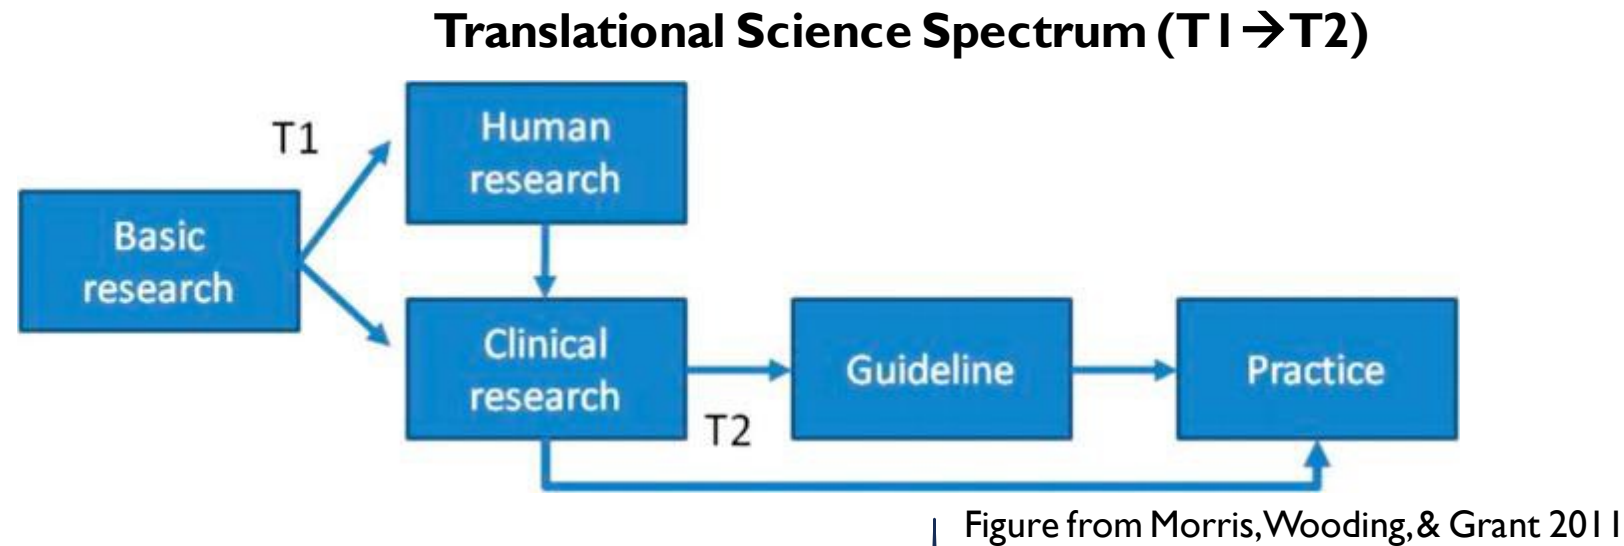 Translational Science Spectrum (T1→T2)
T1
Human
research
Basic
research
Clinical
research
Guideline
Practice
T2
Figure from Morris, Wooding, & Grant 2011